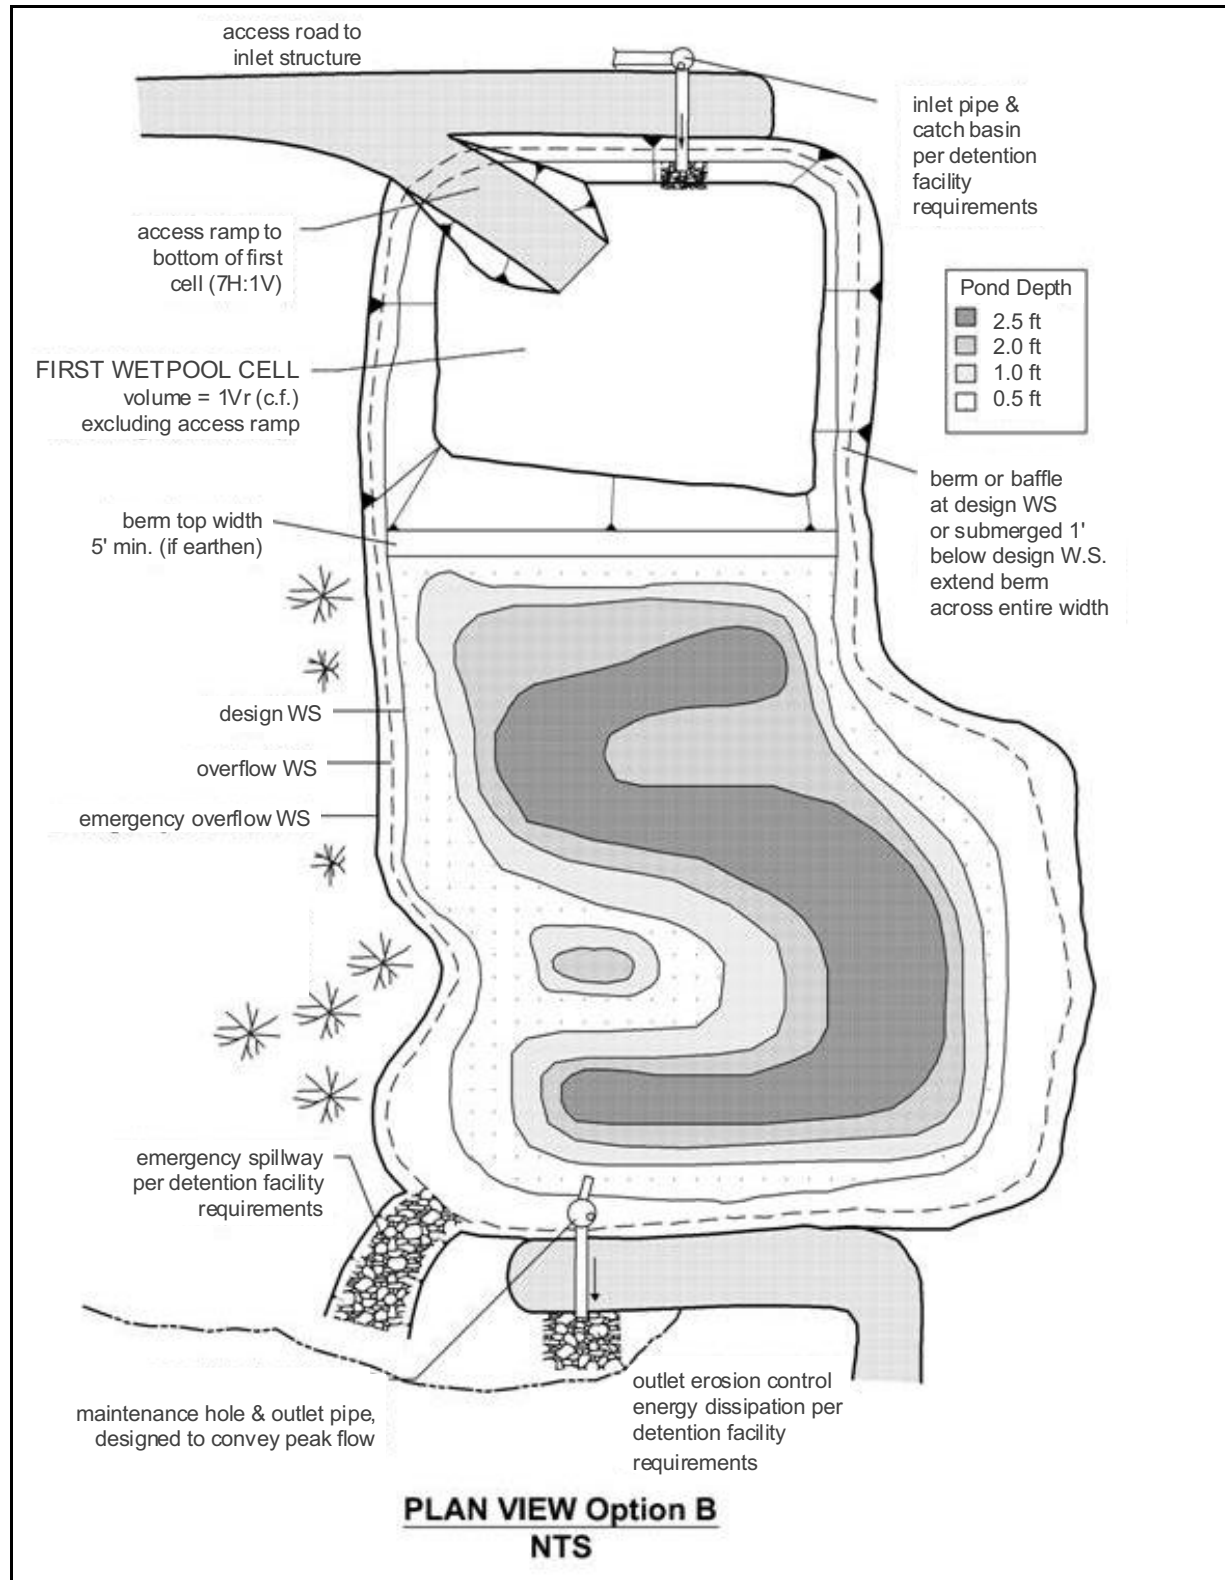 access road to
inlet structure
inlet pipe &
catch basin
per detention
facility
requirements
access ramp to
bottom of first
cell (7H:1V)
Pond Depth
2.5 ft
2.0 ft
1.0 ft
0.5 ft
FIRST WETPOOL CELL
volume = 1Vr (c.f.)
excluding access ramp
berm or baffle
at design WS
or submerged 1'
below design W.S.
extend berm
across entire width
berm top width
5' min. (if earthen)
design WS
overflow WS
emergency overflow WS
emergency spillway
per detention facility
requirements
maintenance hole & outlet pipe,
designed to convey peak flow
outlet erosion control
energy dissipation per
detention facility
requirements
PLAN VIEW Option B
NTS